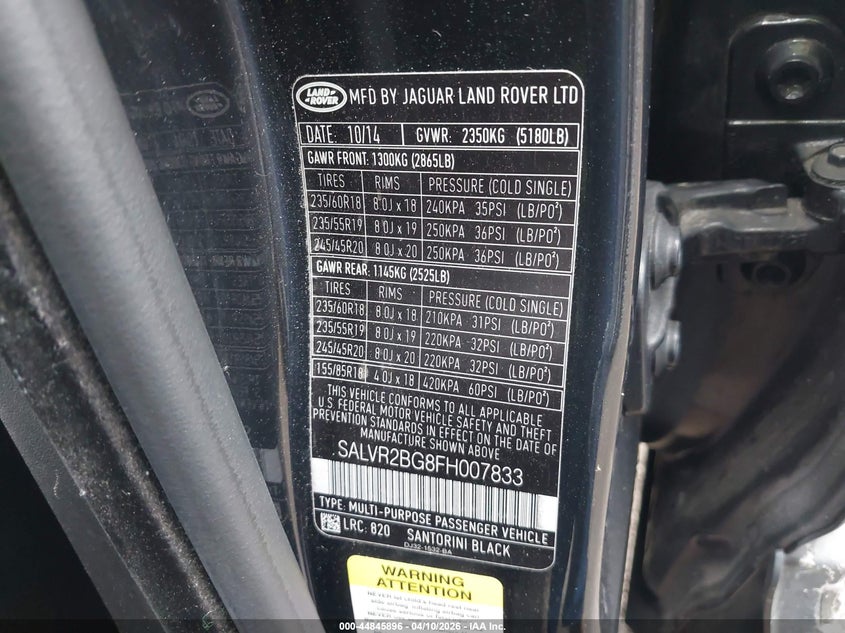 LAND ROVER MFD BY JAGUAR LAND ROVER LTD
DATE: 10/14 GVWR: 2350KG (5180LB)
GAWR FRONT: 1300KG (2865LB)
TIRES RIMS PRESSURE (COLD SINGLE)
235/60R18 8.0J x 18 240KPA 35PSI (LB/PO²)
235/55R19 8.0J x 19 250KPA 36PSI (LB/PO²)
245/45R20 8.0J x 20 250KPA 36PSI (LB/PO²)
GAWR REAR: 1145KG (2525LB)
TIRES RIMS PRESSURE (COLD SINGLE)
235/60R18 8.0J x 18 210KPA 31PSI (LB/PO²)
235/55R19 8.0J x 19 220KPA 32PSI (LB/PO²)
245/45R20 8.0J x 20 220KPA 32PSI (LB/PO²)
155/85R18 4.0J x 18 420KPA 60PSI (LB/PO²)
THIS VEHICLE CONFORMS TO ALL APPLICABLE
U.S. FEDERAL MOTOR VEHICLE SAFETY AND THEFT
PREVENTION STANDARDS IN EFFECT ON THE DATE OF
MANUFACTURE SHOWN ABOVE
SALVR2BG8FH007833
TYPE: MULTI-PURPOSE PASSENGER VEHICLE
LRC: 820 SANTORINI BLACK
DJ32-1532-BA
WARNING
ATTENTION
000-44845896 - 04/10/2026 - IAA Inc.